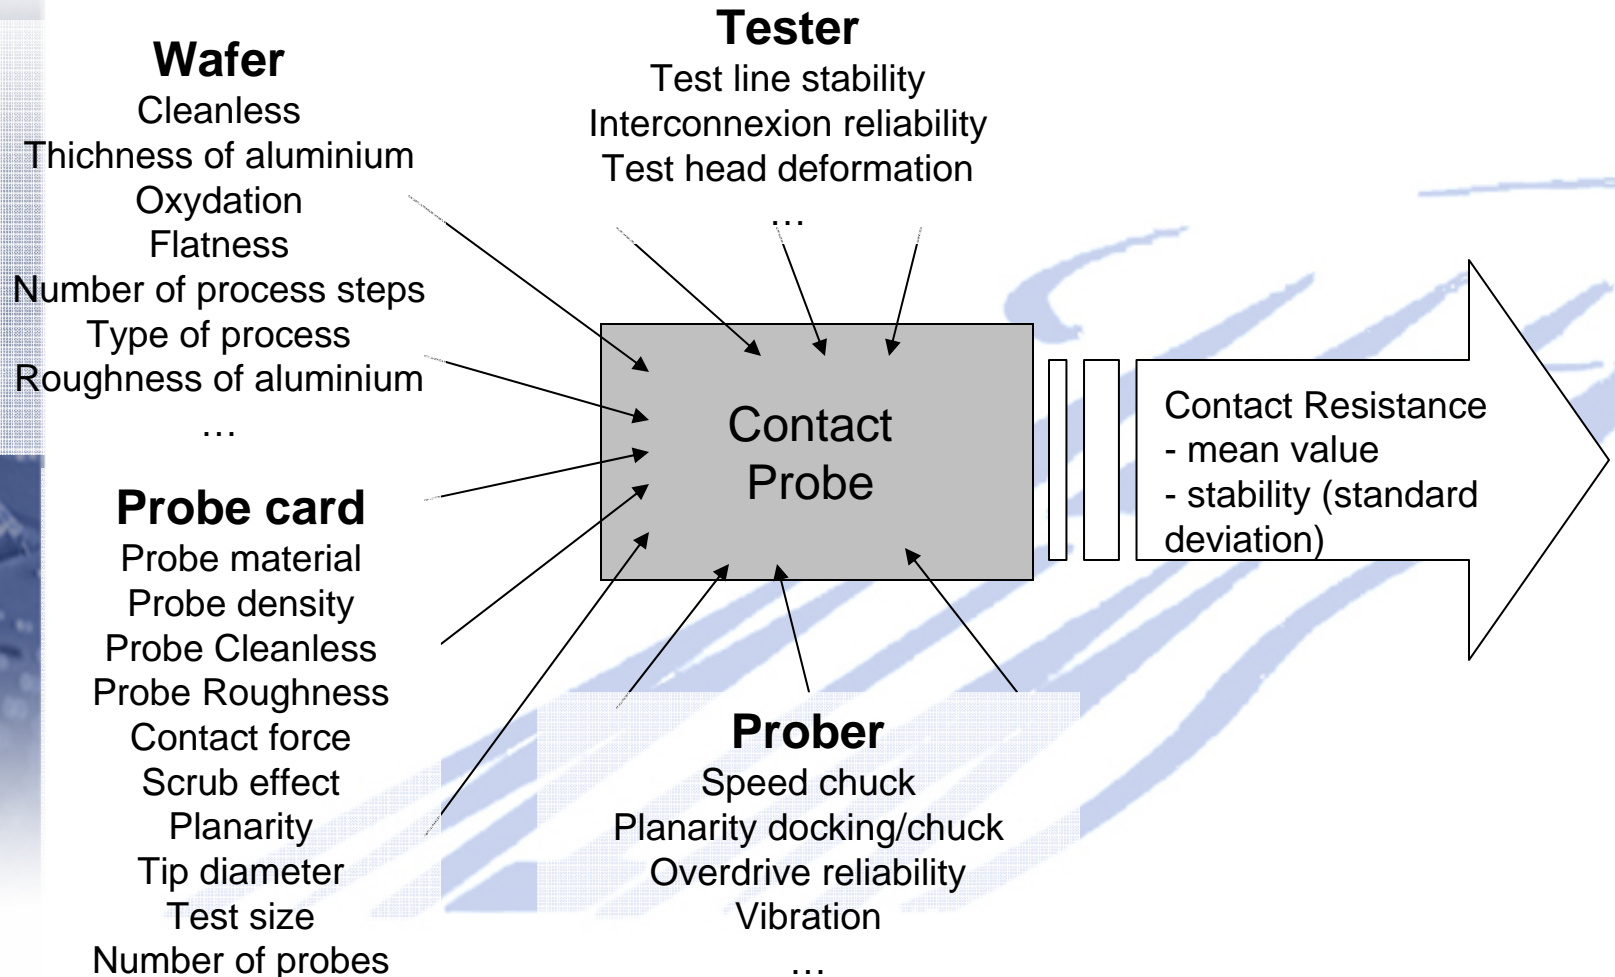 Wafer
Cleanless
Thichness of aluminium
Oxydation
Flatness
Number of process steps
Type of process
Roughness of aluminium
…
Tester
Test line stability
Interconnexion reliability
Test head deformation
…
Contact
Probe
Contact Resistance
- mean value
- stability (standard
deviation)
Probe card
Probe material
Probe density
Probe Cleanless
Probe Roughness
Contact force
Scrub effect
Planarity
Tip diameter
Test size
Number of probes
Prober
Speed chuck
Planarity docking/chuck
Overdrive reliability
Vibration
…